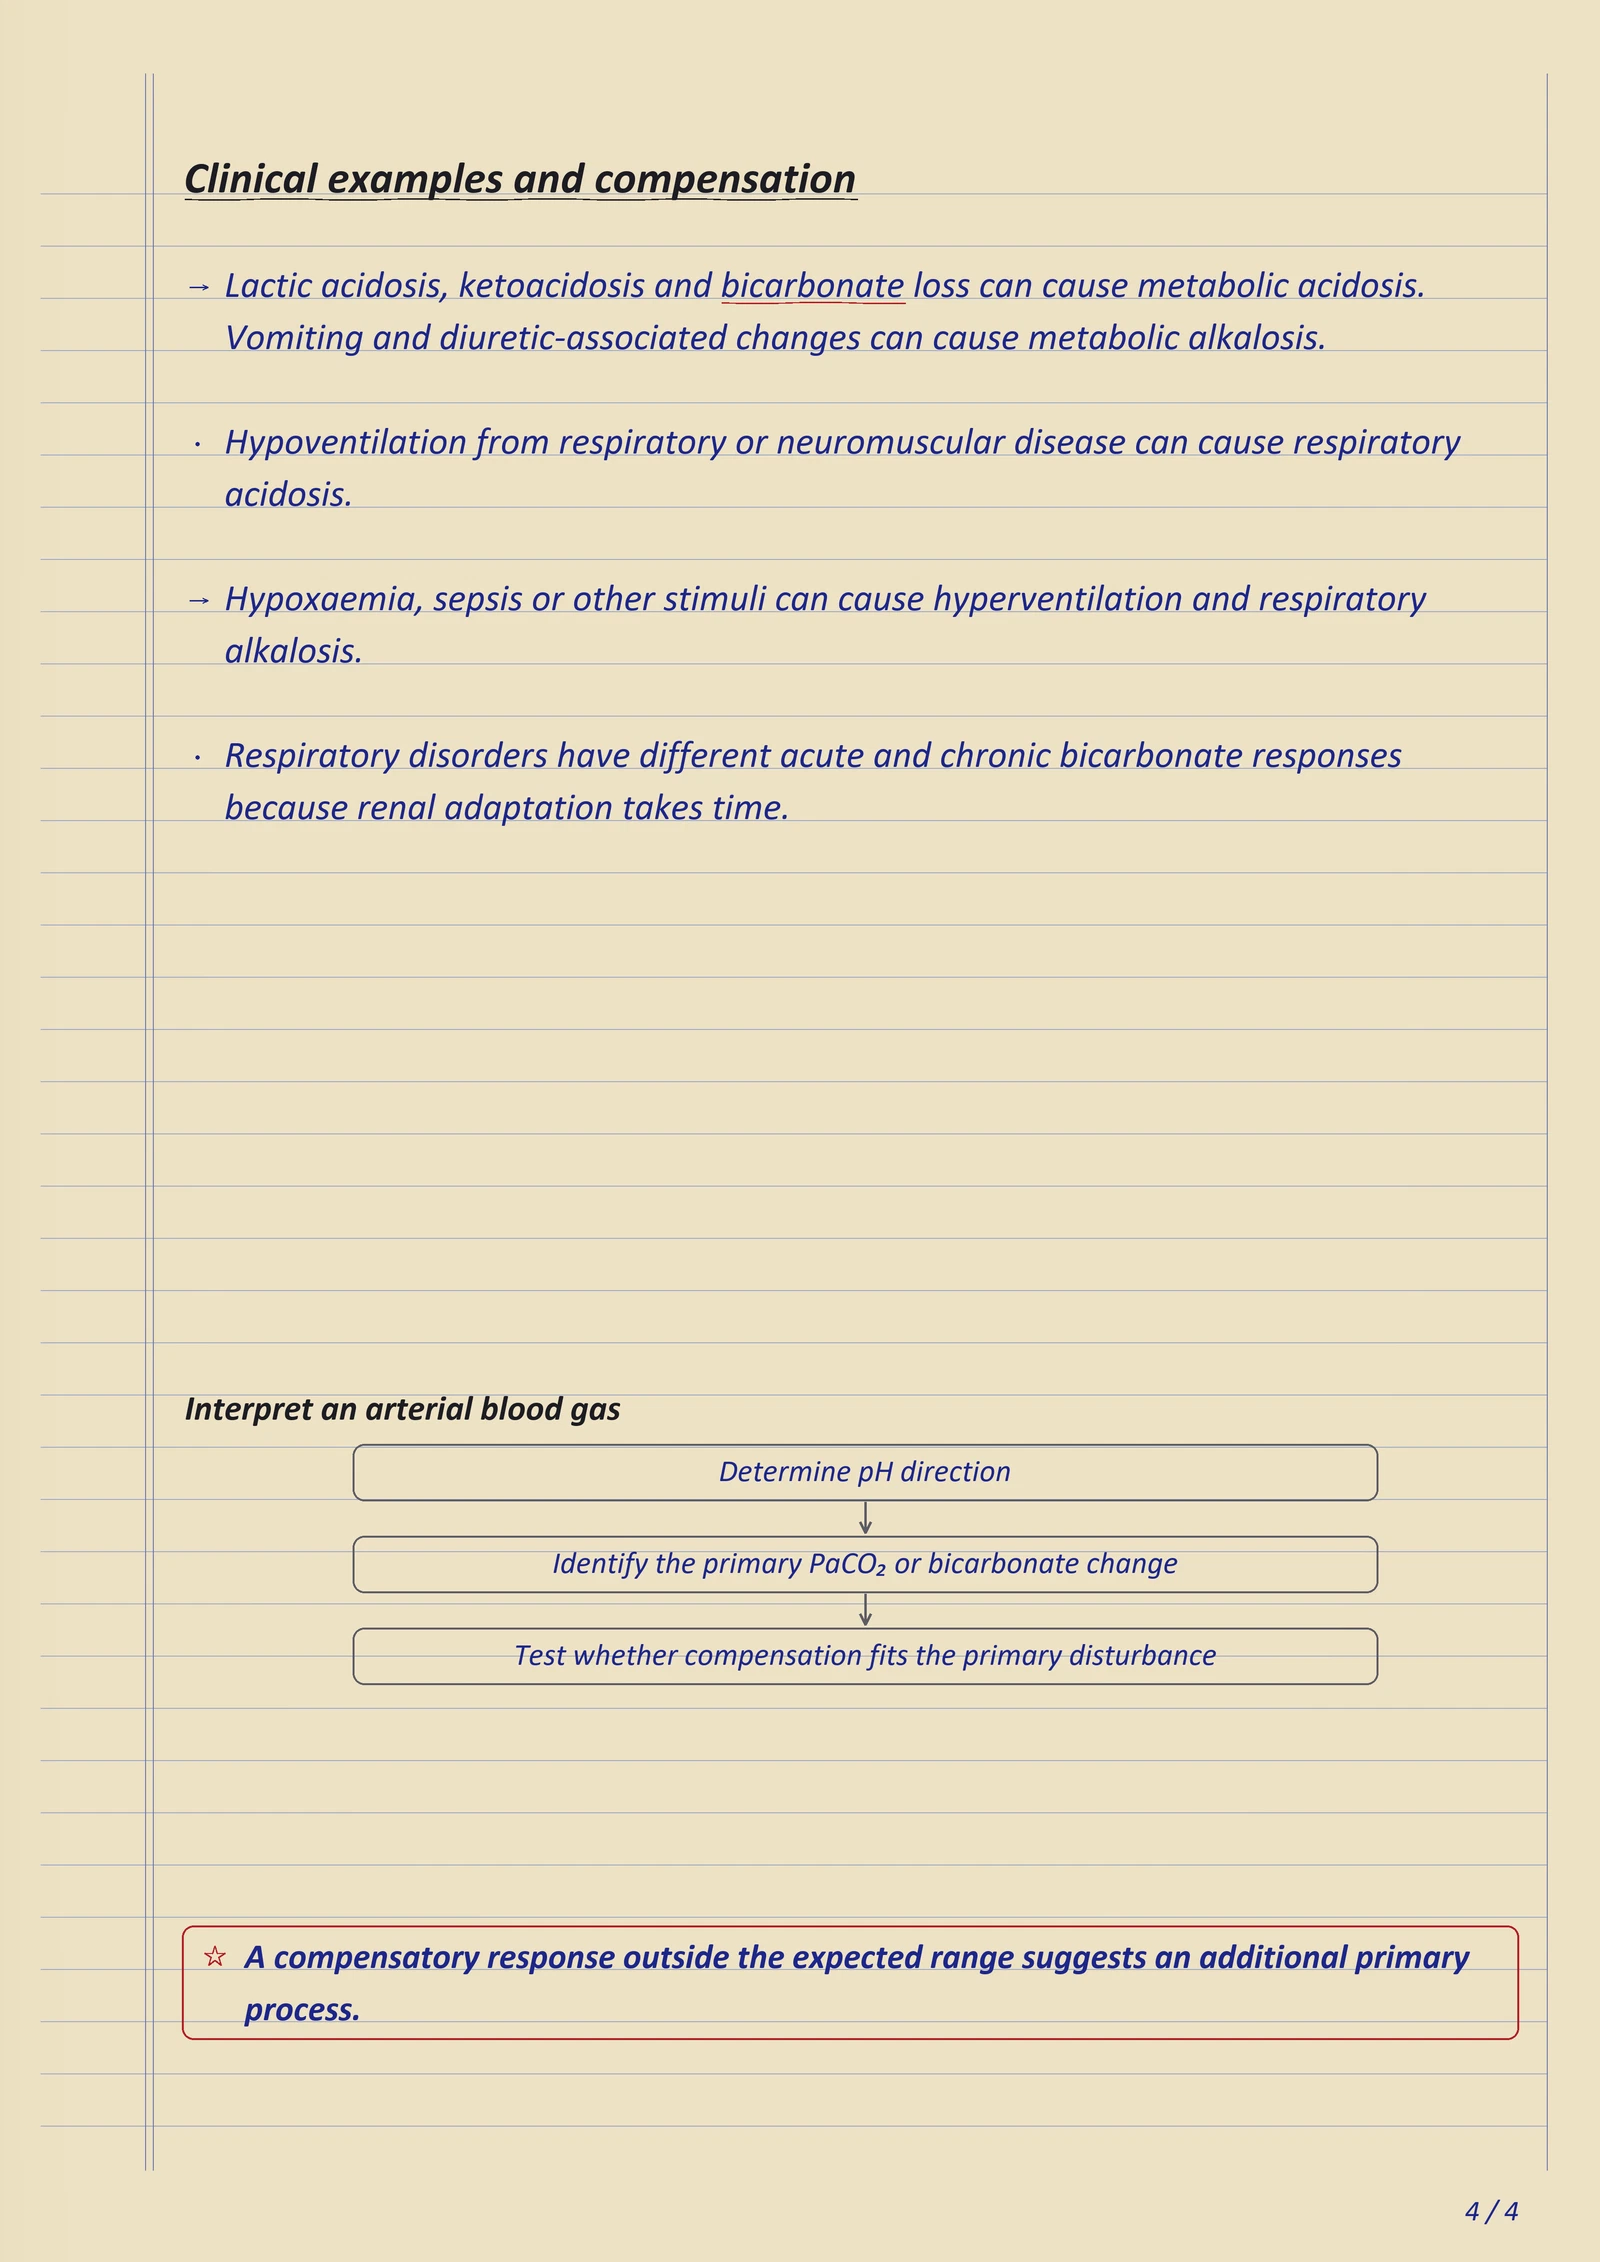 Clinical examples and compensation
→ Lactic acidosis, ketoacidosis and bicarbonate loss can cause metabolic acidosis.
Vomiting and diuretic-associated changes can cause metabolic alkalosis.
· Hypoventilation from respiratory or neuromuscular disease can cause respiratory
acidosis.
→ Hypoxaemia, sepsis or other stimuli can cause hyperventilation and respiratory
alkalosis.
· Respiratory disorders have different acute and chronic bicarbonate responses
because renal adaptation takes time.
Interpret an arterial blood gas
Determine pH direction
Identify the primary PaCO₂ or bicarbonate change
Test whether compensation fits the primary disturbance
☆ A compensatory response outside the expected range suggests an additional primary
process.
4 / 4